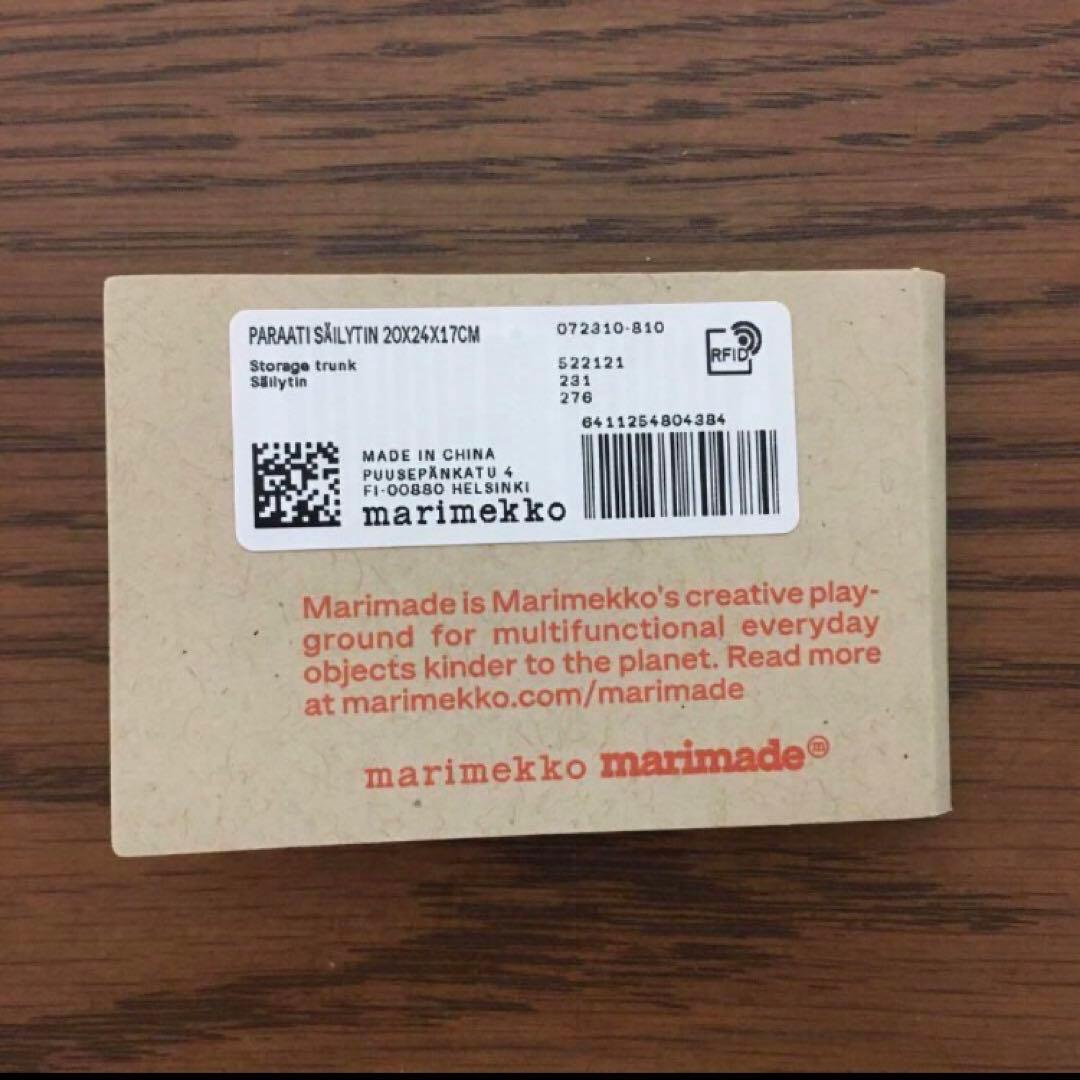 PARAATI SÄILYTIN 20X24X17CM
072310-810
Storage trunk
Säilytin
522121
231
276
RFID
6411254804384
MADE IN CHINA
PUUSEPÄNKATU 4
FI-00880 HELSINKI
marimekko
Marimade is Marimekko's creative play-
ground for multifunctional everyday
objects kinder to the planet. Read more
at marimekko.com/marimade
marimekko marimade ⓜ